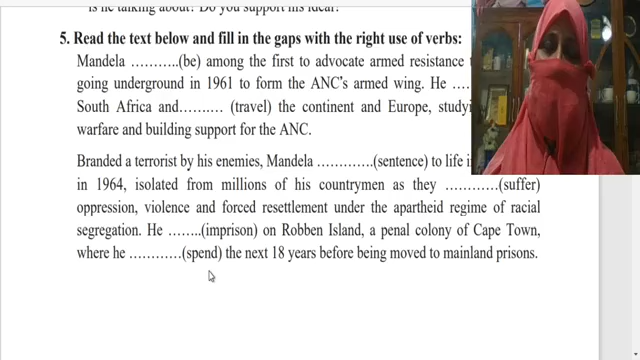 is he talking about? Do you support his idea?
5. Read the text below and fill in the gaps with the right use of verbs:
Mandela ………..(be) among the first to advocate armed resistance
going underground in 1961 to form the ANC's armed wing. He ….
South Africa and…….… (travel) the continent and Europe,
warfare and building support for the ANC.
Branded a terrorist by his enemies, Mandela ………….(sentence) to life
in 1964, isolated from millions of his countrymen as they …………(suffer)
oppression, violence and forced resettlement under the apartheid regime of racial
segregation. He ……..(imprison) on Robben Island, a penal colony of Cape Town,
where he …………(spend) the next 18 years before being moved to mainland prisons.